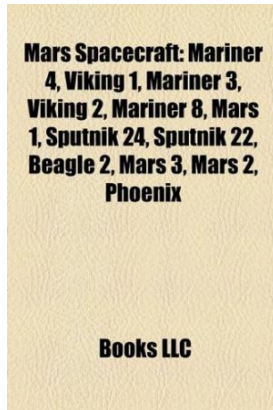 Mars Spacecraft: Mariner
4, Viking 1, Mariner 3,
Viking 2, Mariner 8, Mars
1, Sputnik 24, Sputnik 22,
Beagle 2, Mars 3, Mars 2,
Phoenix
Books LLC